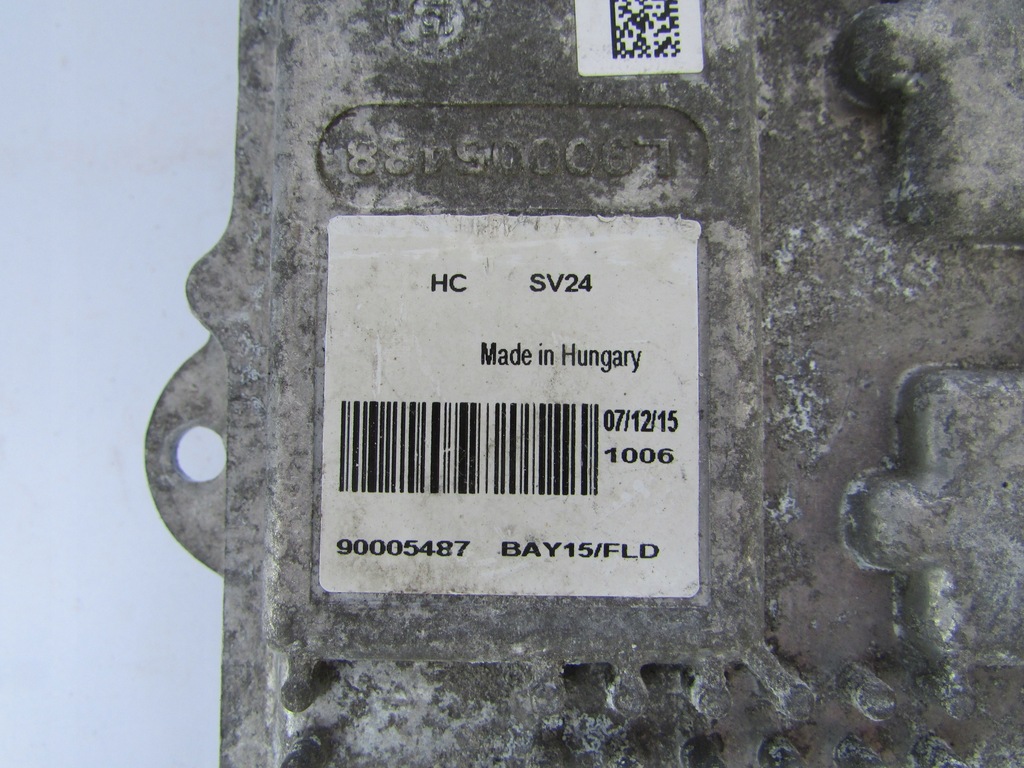 HC SV24
Made in Hungary
07/12/15
1006
90005487 BAY15/FLD